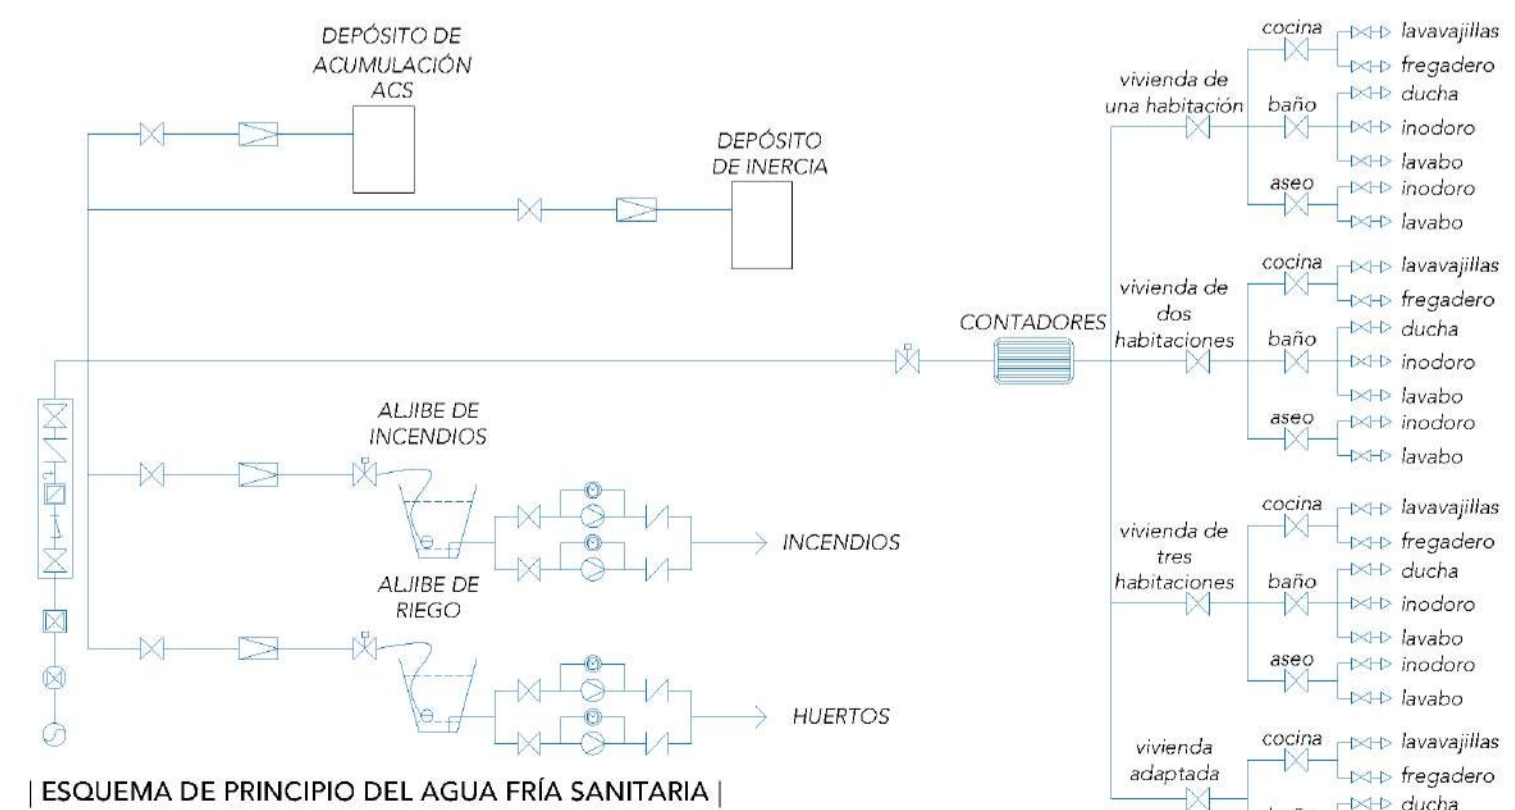 DEPÓSITO DE
ACUMULACIÓN
ACS
DEPÓSITO
DE INERCIA
CONTADORES
ALJIBE DE
INCENDIOS
INCENDIOS
ALJIBE DE
RIEGO
HUERTOS
vivienda de
una habitación
cocina
lavavajillas
fregadero
baño
ducha
inodoro
lavabo
aseo
inodoro
lavabo
vivienda de
dos
habitaciones
cocina
lavavajillas
fregadero
baño
ducha
inodoro
lavabo
aseo
inodoro
lavabo
vivienda de
tres
habitaciones
cocina
lavavajillas
fregadero
baño
ducha
inodoro
lavabo
aseo
inodoro
lavabo
vivienda
adaptada
cocina
lavavajillas
fregadero
ducha
| ESQUEMA DE PRINCIPIO DEL AGUA FRÍA SANITARIA |